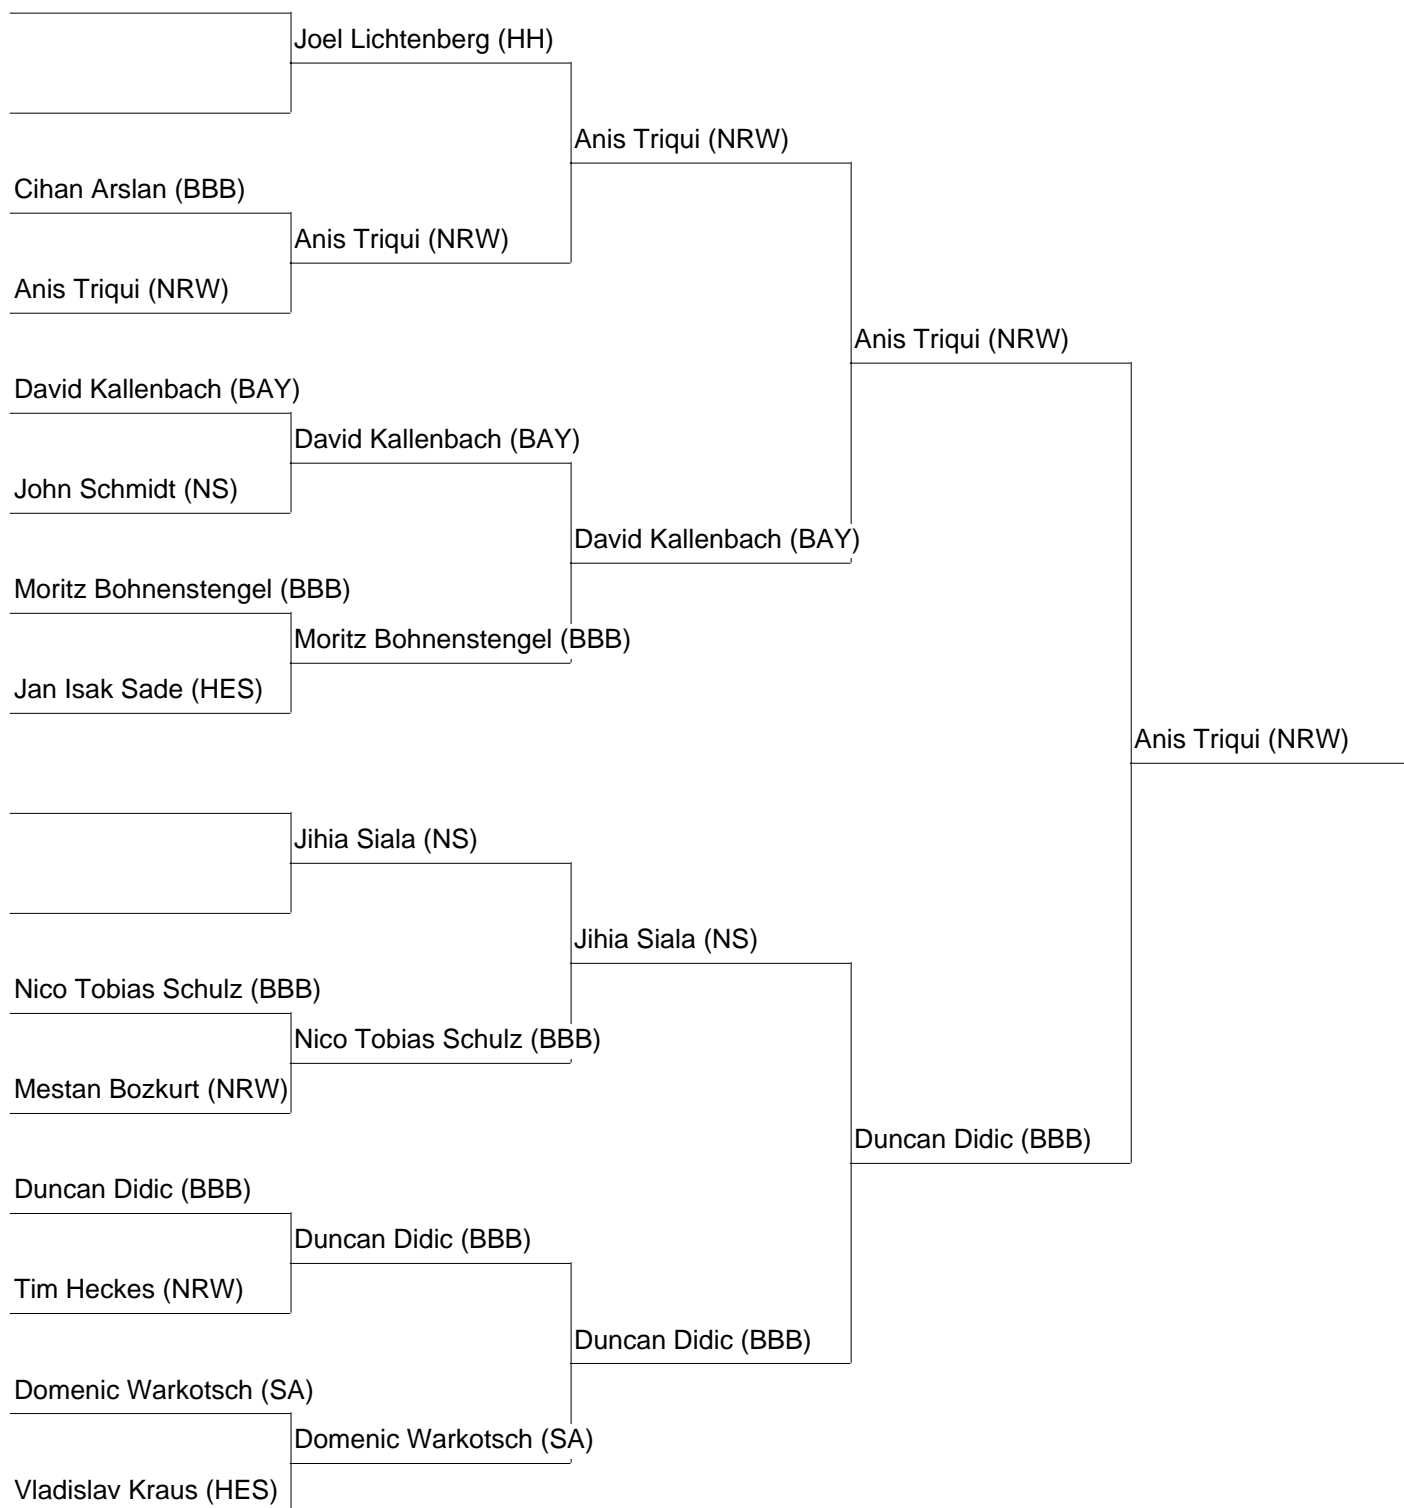 Joel Lichtenberg (HH)
Anis Triqui (NRW)
Cihan Arslan (BBB)
Anis Triqui (NRW)
Anis Triqui (NRW)
Anis Triqui (NRW)
David Kallenbach (BAY)
David Kallenbach (BAY)
John Schmidt (NS)
David Kallenbach (BAY)
Moritz Bohnenstengel (BBB)
Moritz Bohnenstengel (BBB)
Jan Isak Sade (HES)
Anis Triqui (NRW)
Jihia Siala (NS)
Jihia Siala (NS)
Nico Tobias Schulz (BBB)
Nico Tobias Schulz (BBB)
Mestan Bozkurt (NRW)
Duncan Didic (BBB)
Duncan Didic (BBB)
Duncan Didic (BBB)
Tim Heckes (NRW)
Duncan Didic (BBB)
Domenic Warkotsch (SA)
Domenic Warkotsch (SA)
Vladislav Kraus (HES)